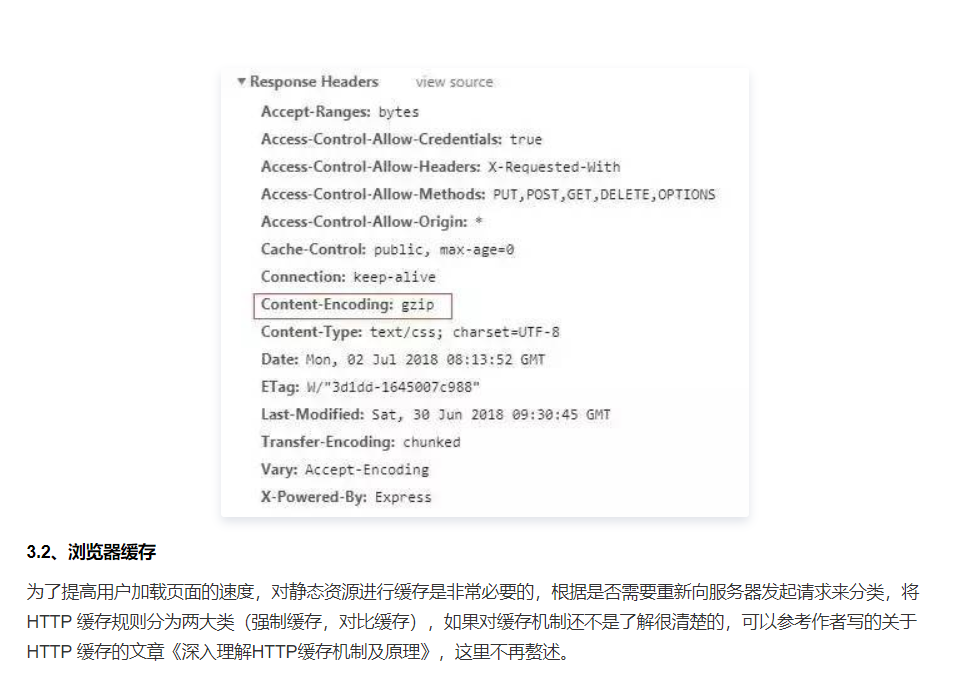 ▼ Response Headers view source
Accept-Ranges: bytes
Access-Control-Allow-Credentials: true
Access-Control-Allow-Headers: X-Requested-With
Access-Control-Allow-Methods: PUT,POST,GET,DELETE,OPTIONS
Access-Control-Allow-Origin: *
Cache-Control: public, max-age=0
Connection: keep-alive
Content-Encoding: gzip
Content-Type: text/css; charset=UTF-8
Date: Mon, 02 Jul 2018 08:13:52 GMT
ETag: W/"3d1dd-1645007c988"
Last-Modified: Sat, 30 Jun 2018 09:30:45 GMT
Transfer-Encoding: chunked
Vary: Accept-Encoding
X-Powered-By: Express
3.2、浏览器缓存
为了提高用户加载页面的速度，对静态资源进行缓存是非常必要的，根据是否需要重新向服务器发起请求来分类，将
HTTP 缓存规则分为两大类（强制缓存，对比缓存），如果对缓存机制还不是了解很清楚的，可以参考作者写的关于
HTTP 缓存的文章《深入理解HTTP缓存机制及原理》，这里不再赘述。